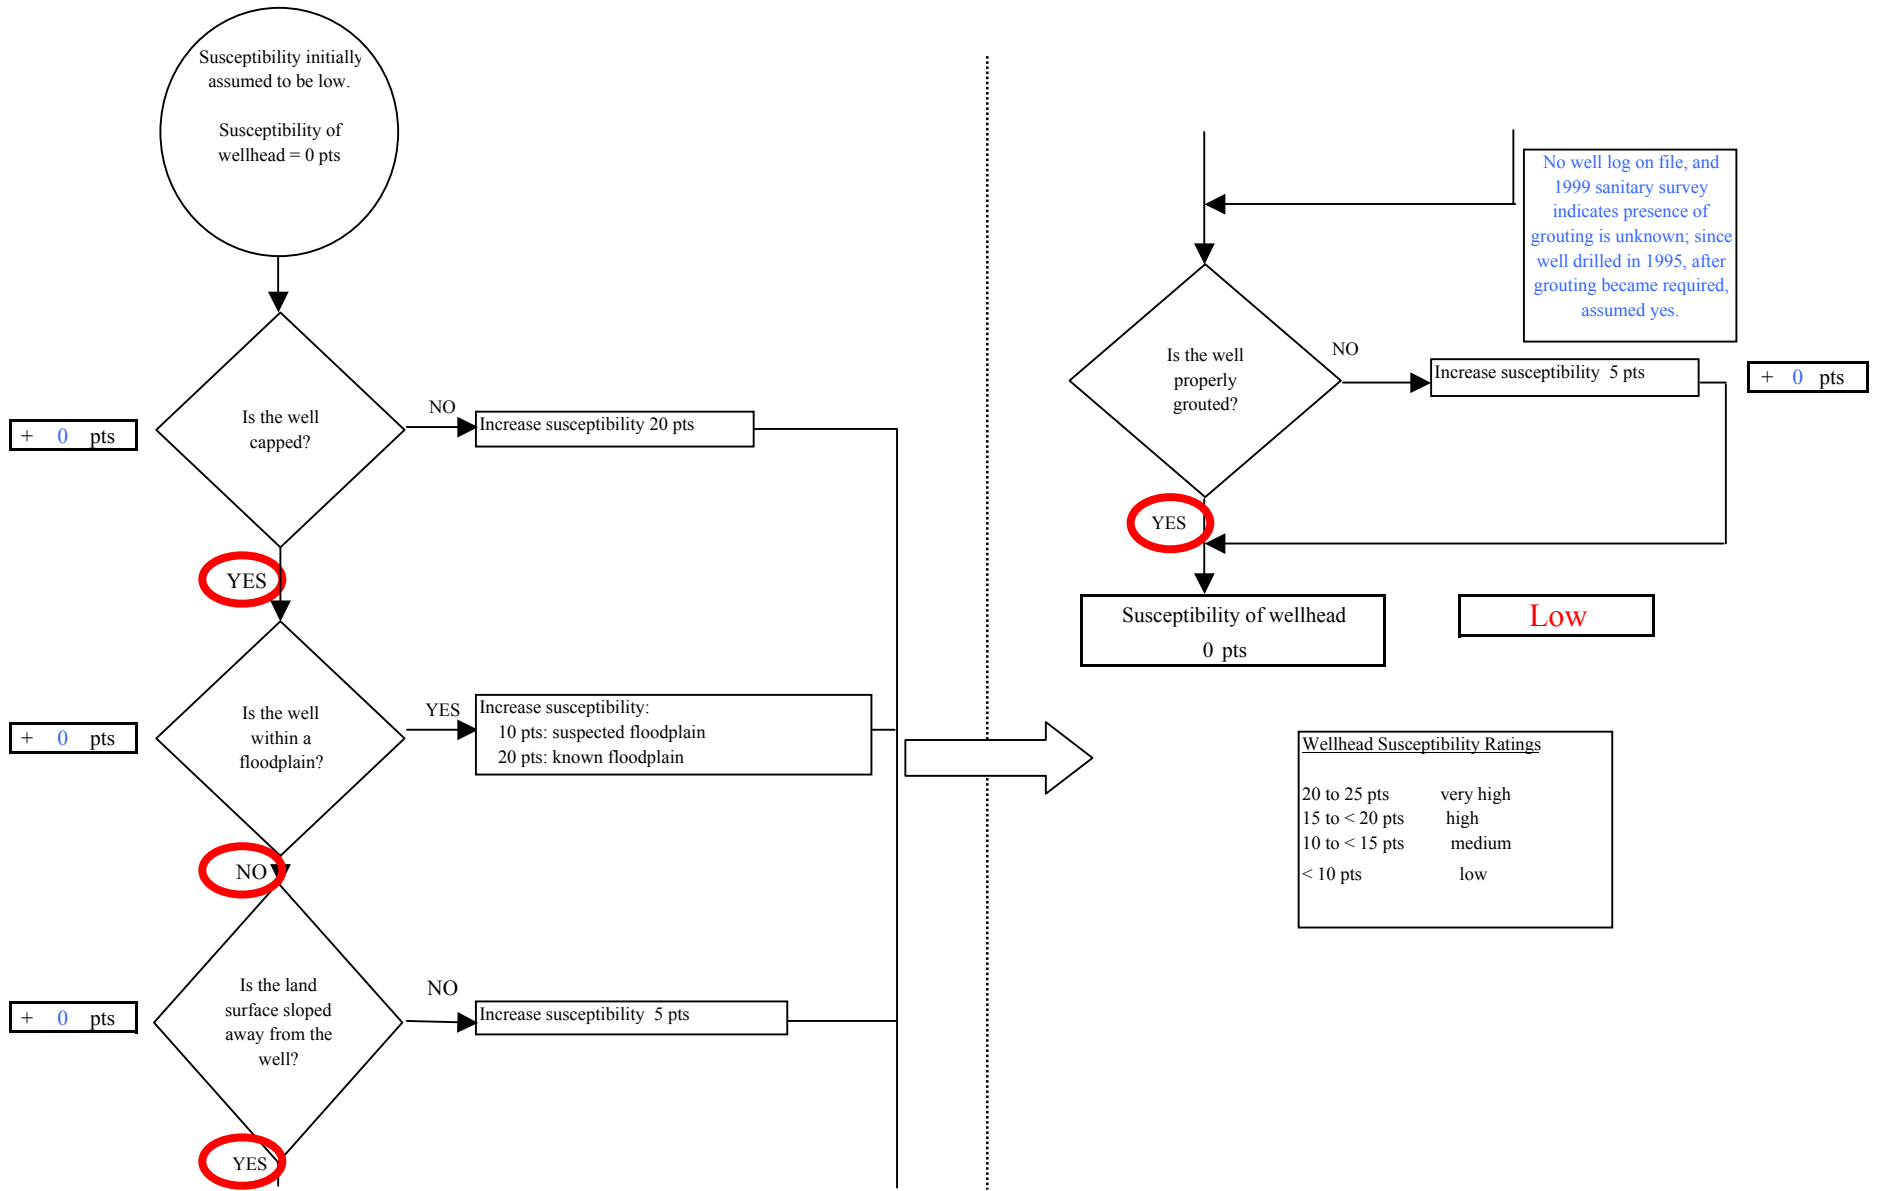 Susceptibility initially
assumed to be low.
Susceptibility of
wellhead = 0 pts
Is the well
capped?
NO
Increase susceptibility 20 pts
+ 0 pts
YES
Is the well
within a
floodplain?
YES
Increase susceptibility:
10 pts: suspected floodplain
20 pts: known floodplain
+ 0 pts
NO
Is the land
surface sloped
away from the
well?
NO
Increase susceptibility 5 pts
+ 0 pts
YES
No well log on file, and
1999 sanitary survey
indicates presence of
grouting is unknown; since
well drilled in 1995, after
grouting became required,
assumed yes.
Is the well
properly
grouted?
NO
Increase susceptibility 5 pts
+ 0 pts
YES
Susceptibility of wellhead
0 pts
Low
Wellhead Susceptibility Ratings
20 to 25 pts very high
15 to < 20 pts high
10 to < 15 pts medium
< 10 pts low